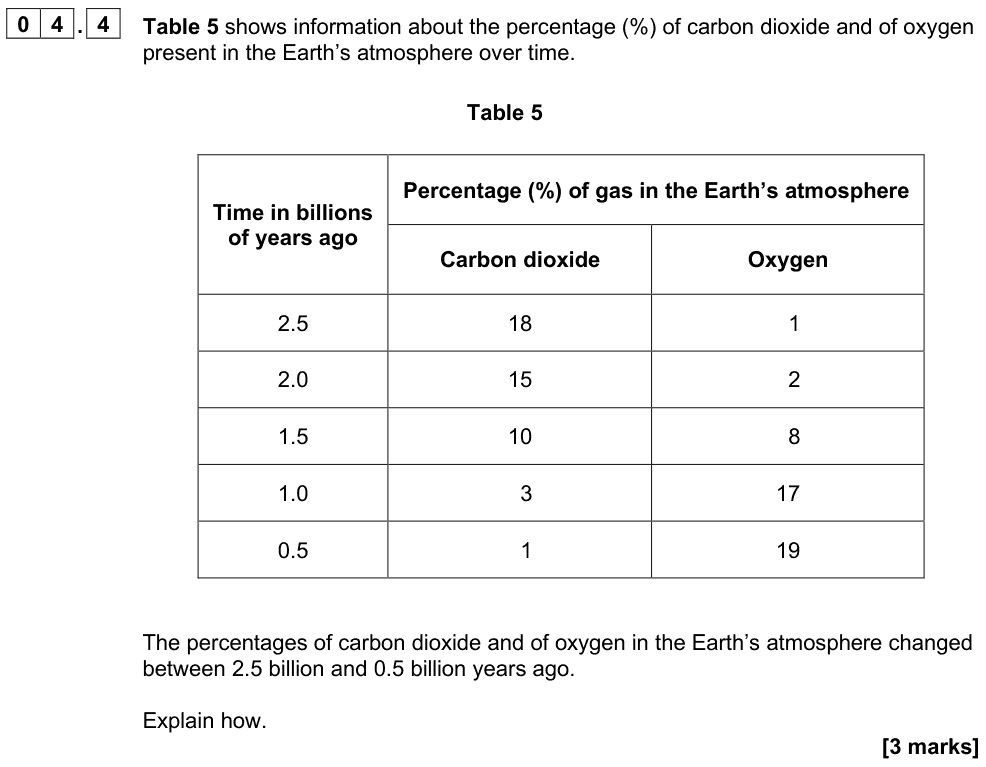 0 4 . 4 Table 5 shows information about the percentage (%) of carbon dioxide and of oxygen
present in the Earth's atmosphere over time.
Table 5
Time in billions
of years ago
Percentage (%) of gas in the Earth's atmosphere
Carbon dioxide Oxygen
2.5 18 1
2.0 15 2
1.5 10 8
1.0 3 17
0.5 1 19
The percentages of carbon dioxide and of oxygen in the Earth's atmosphere changed
between 2.5 billion and 0.5 billion years ago.
Explain how.
[3 marks]